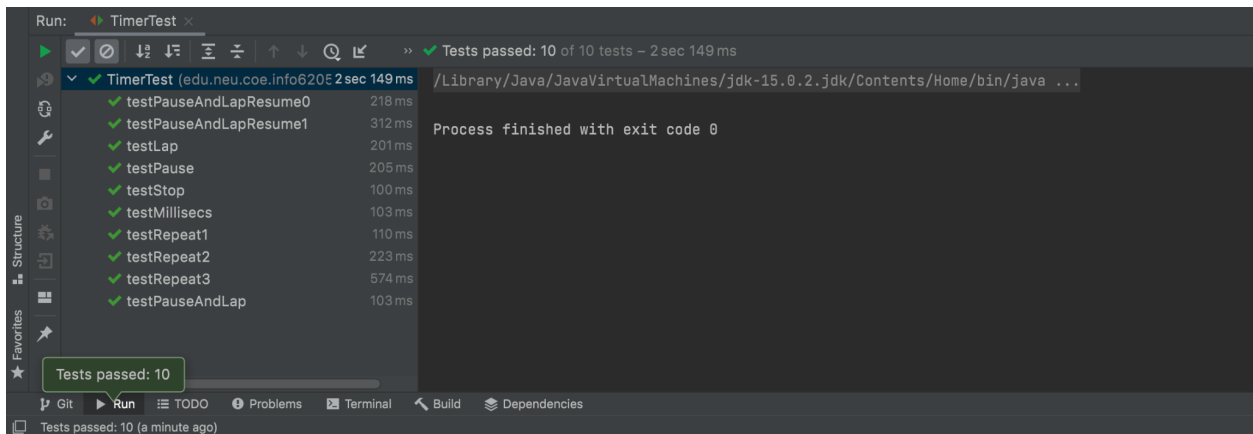 Run: TimerTest
» Tests passed: 10 of 10 tests – 2 sec 149 ms
TimerTest (edu.neu.coe.info6205 2 sec 149 ms
testPauseAndLapResume0 218 ms
testPauseAndLapResume1 312 ms
testLap 201 ms
testPause 205 ms
testStop 100 ms
testMillisecs 103 ms
testRepeat1 110 ms
testRepeat2 223 ms
testRepeat3 574 ms
testPauseAndLap 103 ms
/Library/Java/JavaVirtualMachines/jdk-15.0.2.jdk/Contents/Home/bin/java ...
Process finished with exit code 0
Structure
Favorites
Tests passed: 10
Git Run TODO Problems Terminal Build Dependencies
Tests passed: 10 (a minute ago)